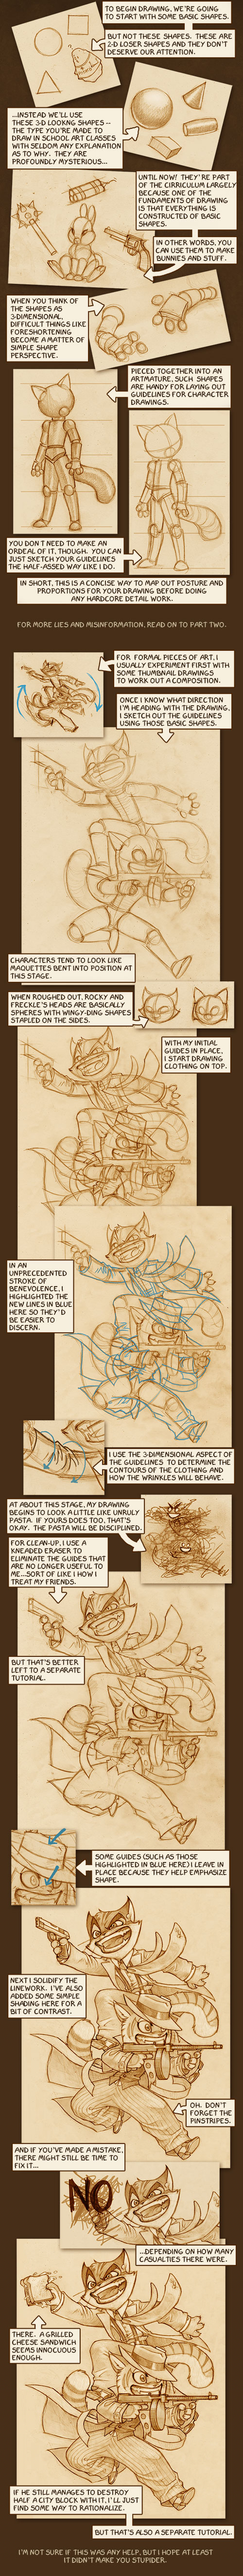 TO BEGIN DRAWING, WE'RE GOING
TO START WITH SOME BASIC SHAPES.
BUT NOT THESE SHAPES. THESE ARE
2-D LOSER SHAPES AND THEY DON'T
DESERVE OUR ATTENTION.
...INSTEAD WE'LL USE
THESE 3-D LOOKNG SHAPES --
THE TYPE YOU'RE MADE TO
DRAW IN SCHOOL ART CLASSES
WITH SELDOM ANY EXPLANATION
AS TO WHY. THEY ARE
PROFOUNDLY MYSTERIOUS...
UNTIL NOW! THEY'RE PART
OF THE CIRRICULUM LARGELY
BECAUSE ONE OF THE
FUNDAMENTS OF DRAWING
IS THAT EVERYTHING IS
CONSTRUCTED OF BASIC
SHAPES.
IN OTHER WORDS, YOU
CAN USE THEM TO MAKE
BUNNIES AND STUFF.
WHEN YOU THINK OF
THE SHAPES AS
3-DIMENSIONAL,
DIFFICULT THINGS LIKE
FORESHORTENING
BECOME A MATTER OF
SIMPLE SHAPE
PERSPECTIVE.
PIECED TOGETHER INTO AN
ARTMATURE, SUCH SHAPES
ARE HANDY FOR LAYING OUT
GUIDELINES FOR CHARACTER
DRAWINGS.
YOU DON'T NEED TO MAKE AN
ORDEAL OF IT, THOUGH. YOU CAN
JUST SKETCH YOUR GUIDELINES
THE HALF-ASSED WAY LIKE I DO.
IN SHORT, THIS IS A CONCISE WAY TO MAP OUT POSTURE AND
PROPORTIONS FOR YOUR DRAWING BEFORE DOING
ANY HARDCORE DETAIL WORK.
FOR MORE LIES AND MISINFORMATION, READ ON TO PART TWO.
FOR FORMAL PIECES OF ART, I
USUALLY EXPERIMENT FIRST WITH
SOME THUMBNAIL DRAWINGS
TO WORK OUT A COMPOSITION.
ONCE I KNOW WHAT DIRECTION
I'M HEADING WITH THE DRAWING,
I SKETCH OUT THE GUIDELINES
USING THOSE BASIC SHAPES.
CHARACTERS TEND TO LOOK LIKE
MAQUETTES BENT INTO POSITION AT
THIS STAGE.
WHEN ROUGHED OUT, ROCKY AND
FRECKLE'S HEADS ARE BASICALLY
SPHERES WITH WINGY-DING SHAPES
STAPLED ON THE SIDES.
WITH MY INITIAL
GUIDES IN PLACE,
I START DRAWING
CLOTHING ON TOP.
IN AN
UNPRECEDENTED
STROKE OF
BENEVOLENCE, I
HIGHLIGHTED THE
NEW LINES IN BLUE
HERE SO THEY'D
BE EASIER TO
DISCERN.
I USE THE 3-DIMENSIONAL ASPECT OF
THE GUIDELINES TO DETERMINE THE
CONTOURS OF THE CLOTHING AND
HOW THE WRINKLES WILL BEHAVE.
AT ABOUT THIS STAGE, MY DRAWING
BEGINS TO LOOK A LITTLE LIKE UNRULY
PASTA. IF YOURS DOES TOO, THAT'S
OKAY. THE PASTA WILL BE DISCIPLINED.
FOR CLEAN-UP, I USE A
KNEADED ERASER TO
ELIMINATE THE GUIDES THAT
ARE NO LONGER USEFUL TO
ME...SORT OF LIKE I HOW I
TREAT MY FRIENDS.
BUT THAT'S BETTER
LEFT TO A SEPARATE
TUTORIAL.
SOME GUIDES (SUCH AS THOSE
HIGHLIGHTED IN BLUE HERE) I LEAVE IN
PLACE BECAUSE THEY HELP EMPHASIZE
SHAPE.
NEXT I SOLIDIFY THE
LINEWORK. I'VE ALSO
ADDED SOME SIMPLE
SHADING HERE FOR A
BIT OF CONTRAST.
OH. DON'T
FORGET THE
PINSTRIPES.
AND IF YOU'VE MADE A MISTAKE,
THERE MIGHT STILL BE TIME TO
FIX IT...
NO
...DEPENDING ON HOW MANY
CASUALTIES THERE WERE.
THERE. A GRILLED
CHEESE SANDWICH
SEEMS INNOCUOUS
ENOUGH.
IF HE STILL MANAGES TO DESTROY
HALF A CITY BLOCK WITH IT, I'LL JUST
FIND SOME WAY TO RATIONALIZE.
BUT THAT'S ALSO A SEPARATE TUTORIAL.
I'M NOT SURE IF THIS WAS ANY HELP, BUT I HOPE AT LEAST
IT DIDN'T MAKE YOU STUPIDER.